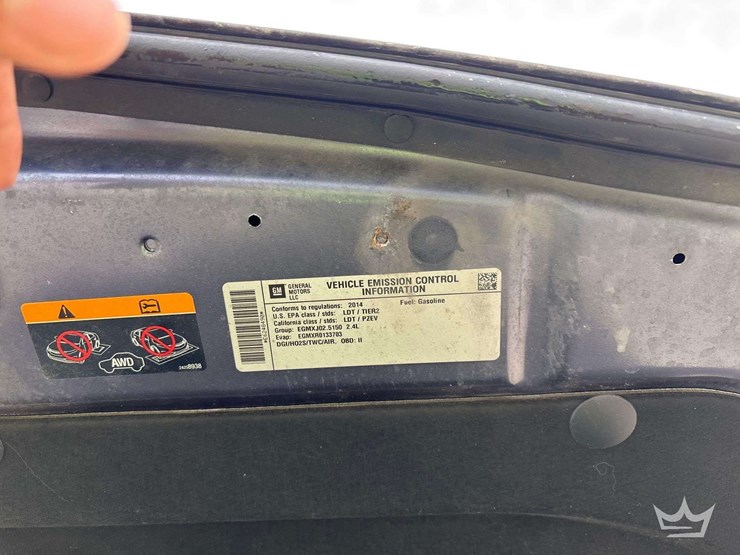 GM
GENERAL
MOTORS
LLC
VEHICLE EMISSION CONTROL
INFORMATION
Conforms to regulations: 2014
Fuel: Gasoline
U.S. EPA class / stds: LDT / TIER2
California class / stds: LDT / PZEV
Group: EGMXJ02.5150 2.4L
Evap: EGMXR0133703
DGI/HO2S/TWC/AIR, OBD: II
AWD